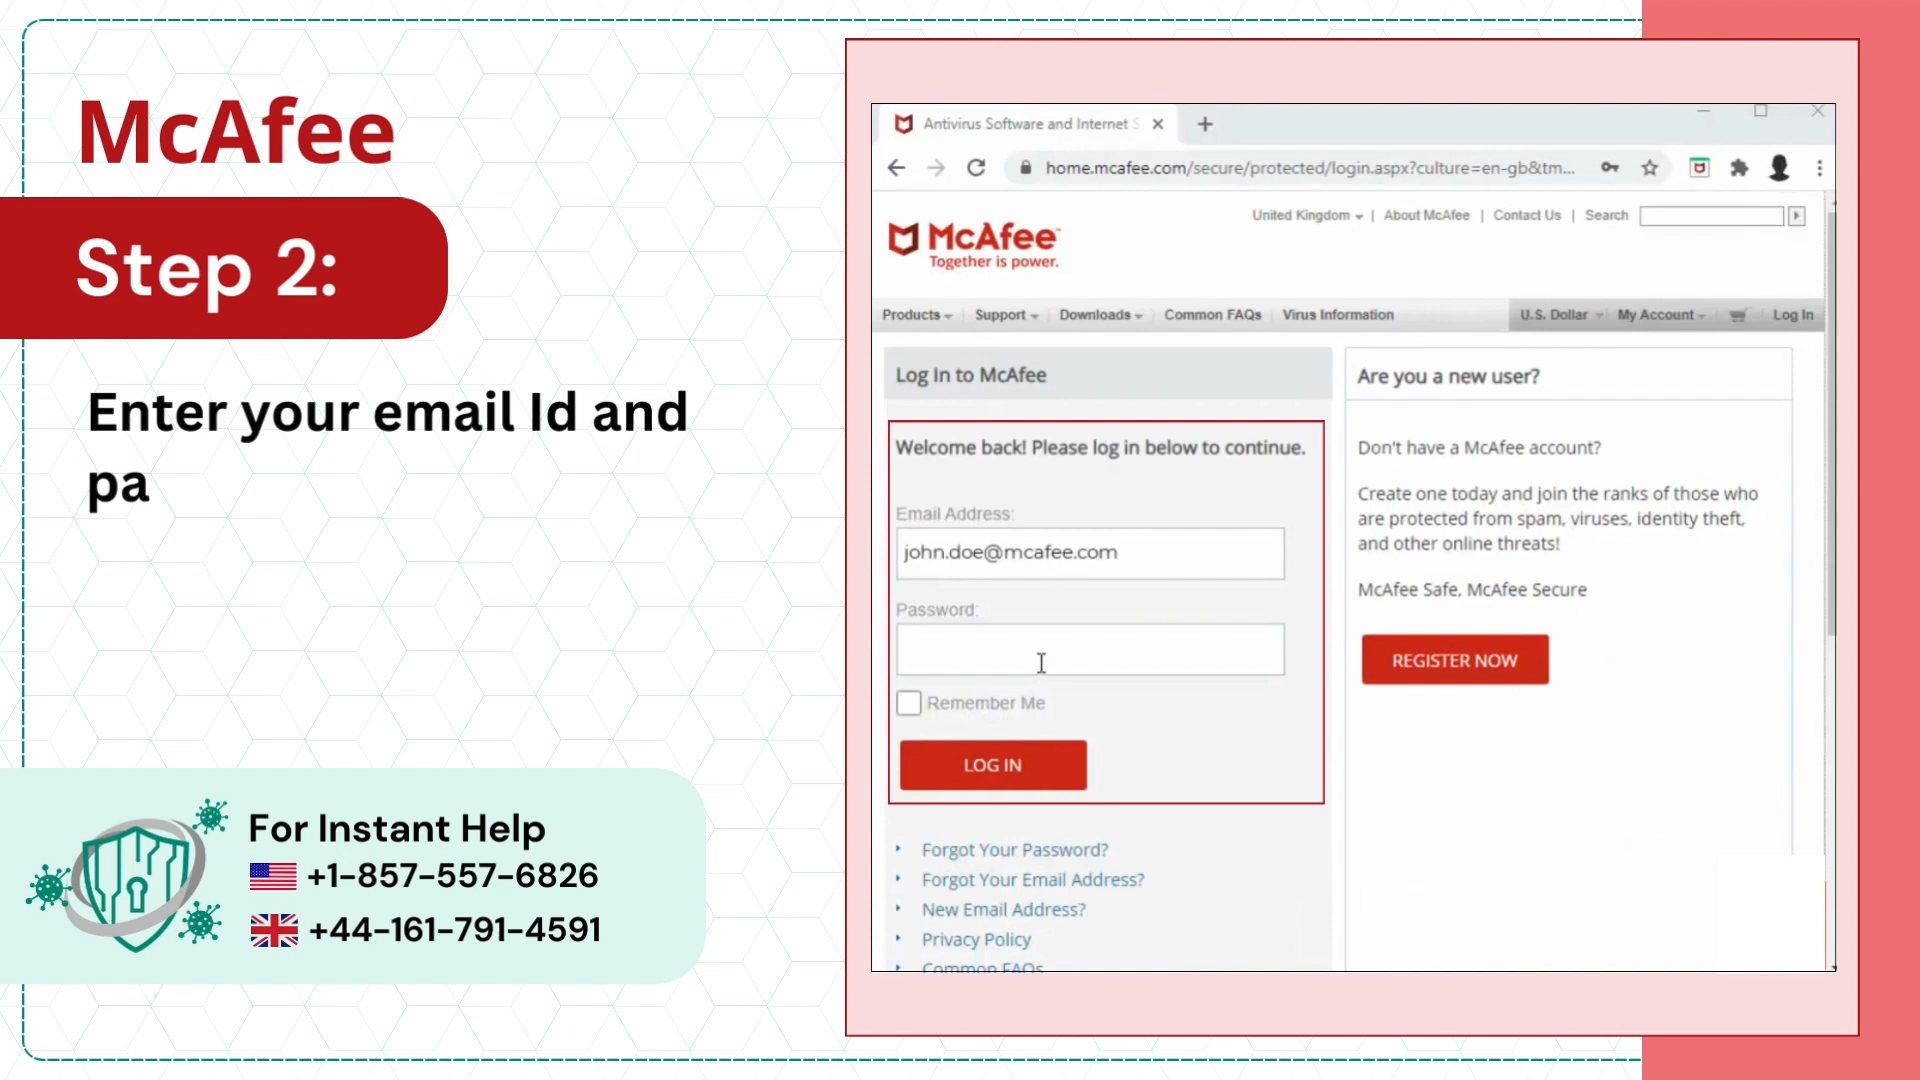 McAfee
Step 2:
Enter your email Id and
pa
For Instant Help
+1-857-557-6826
+44-161-791-4591
Antivirus Software and Internet S
home.mcafee.com/secure/protected/login.aspx?culture=en-gb&tm...
United Kingdom | About McAfee | Contact Us | Search
McAfee™
Together is power.
Products Support Downloads Common FAQs Virus Information U.S. Dollar My Account Log In
Log In to McAfee
Welcome back! Please log in below to continue.
Email Address:
john.doe@mcafee.com
Password:
Remember Me
LOG IN
Forgot Your Password?
Forgot Your Email Address?
New Email Address?
Privacy Policy
Common FAQs
Are you a new user?
Don't have a McAfee account?
Create one today and join the ranks of those who
are protected from spam, viruses, identity theft,
and other online threats!
McAfee Safe, McAfee Secure
REGISTER NOW